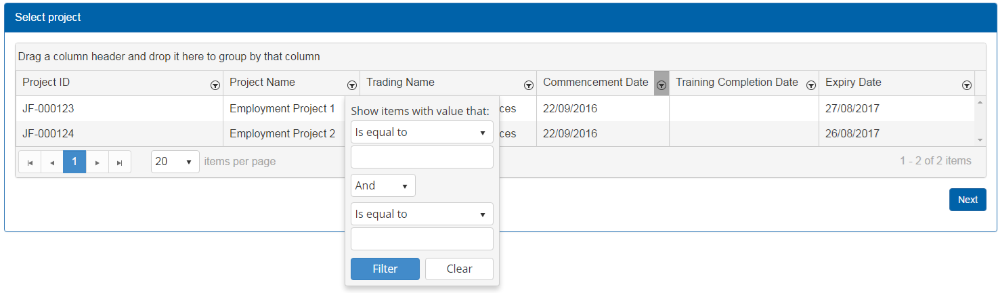 Select project
Drag a column header and drop it here to group by that column
Project ID Project Name Trading Name Commencement Date Training Completion Date Expiry Date
JF-000123 Employment Project 1 ces 22/09/2016 27/08/2017
JF-000124 Employment Project 2 ces 22/09/2016 26/08/2017
1 20 items per page 1 - 2 of 2 items
Next
Show items with value that:
Is equal to
And
Is equal to
Filter Clear